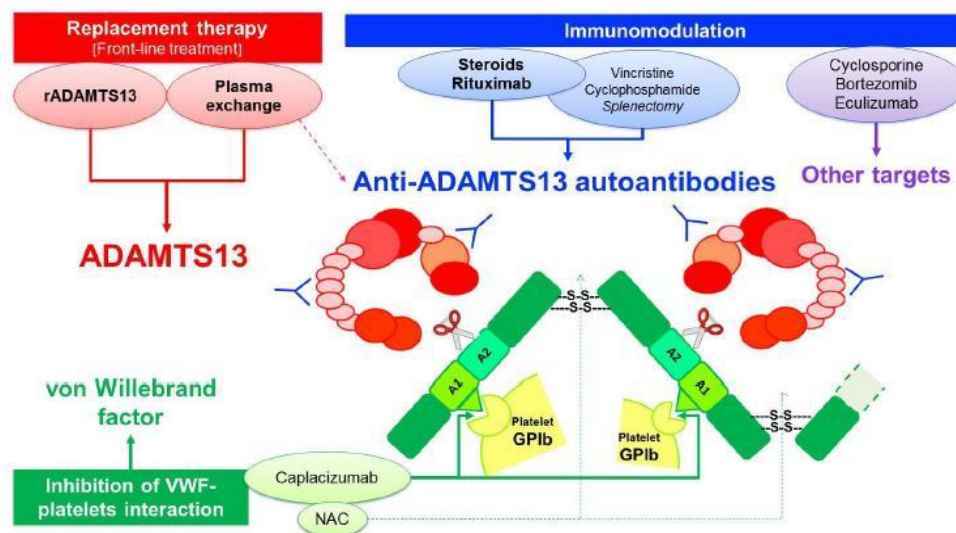 Replacement therapy
[Front-line treatment]
Immunomodulation
rADAMTS13
Plasma
exchange
Steroids
Rituximab
Vincristine
Cyclophosphamide
Splenectomy
Cyclosporine
Bortezomib
Eculizumab
Anti-ADAMTS13 autoantibodies
Other targets
ADAMTS13
--S-S--
--S-S--
--S-S--
--S-S--
A2
A1
A2
A1
Platelet
GPIb
Platelet
GPIb
--S-S--
--S-S--
von Willebrand
factor
Inhibition of VWF-
platelets interaction
Caplacizumab
NAC